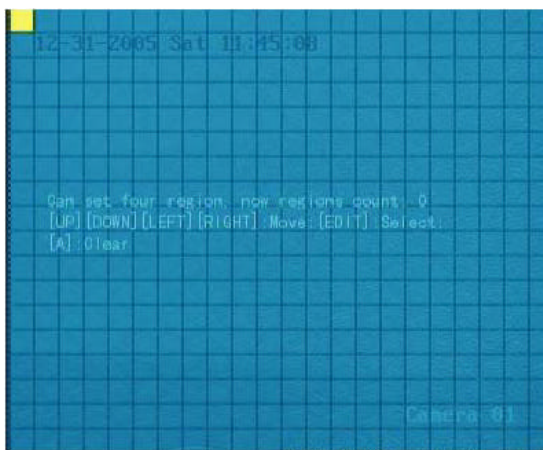 12-31-2005 Sat 11:45:08
Can set four region, now regions count: 0
[UP][DOWN][LEFT][RIGHT]:Move:[EDIT]:Select:
[A]:Clear
Camera 01